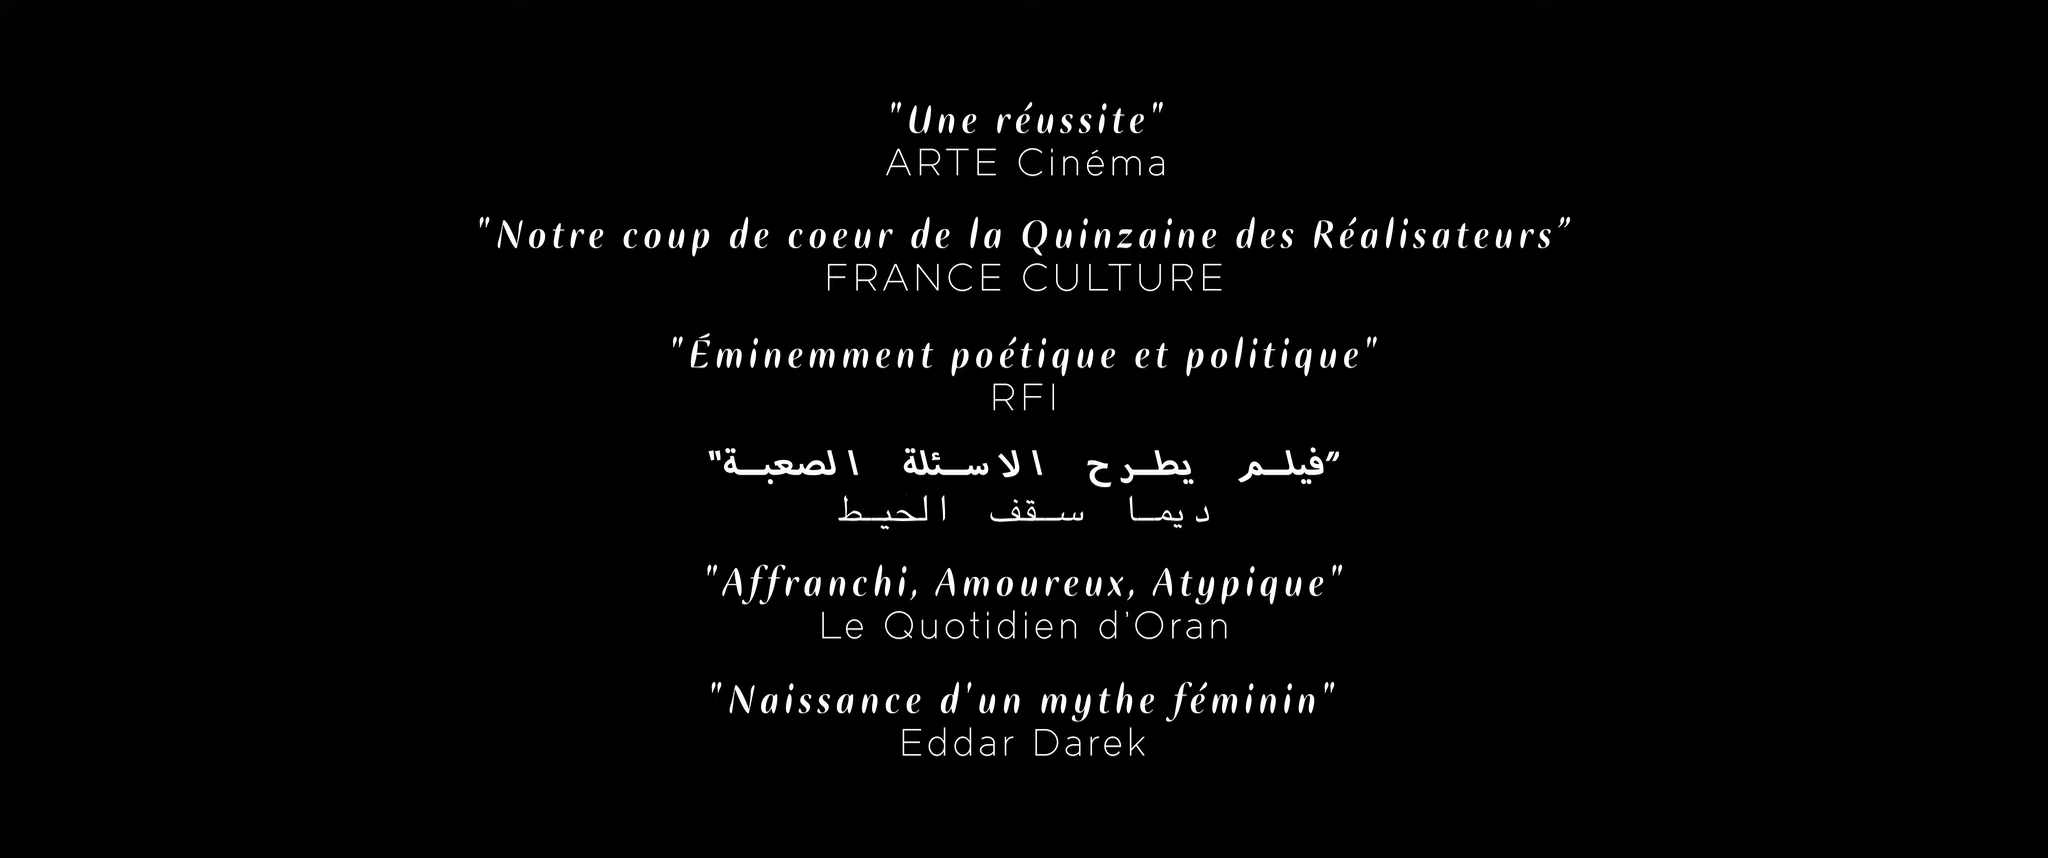 "Une réussite"
ARTE Cinéma
"Notre coup de coeur de la Quinzaine des Réalisateurs”
FRANCE CULTURE
"Éminemment poétique et politique"
RFI
”فيلم يطرح الاسئلة الصعبة"
ديما سقف الحيط
"Affranchi, Amoureux, Atypique"
Le Quotidien d’Oran
"Naissance d'un mythe féminin"
Eddar Darek